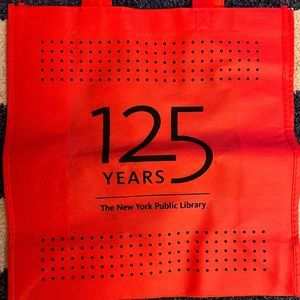 125
YEARS
The New York Public Library